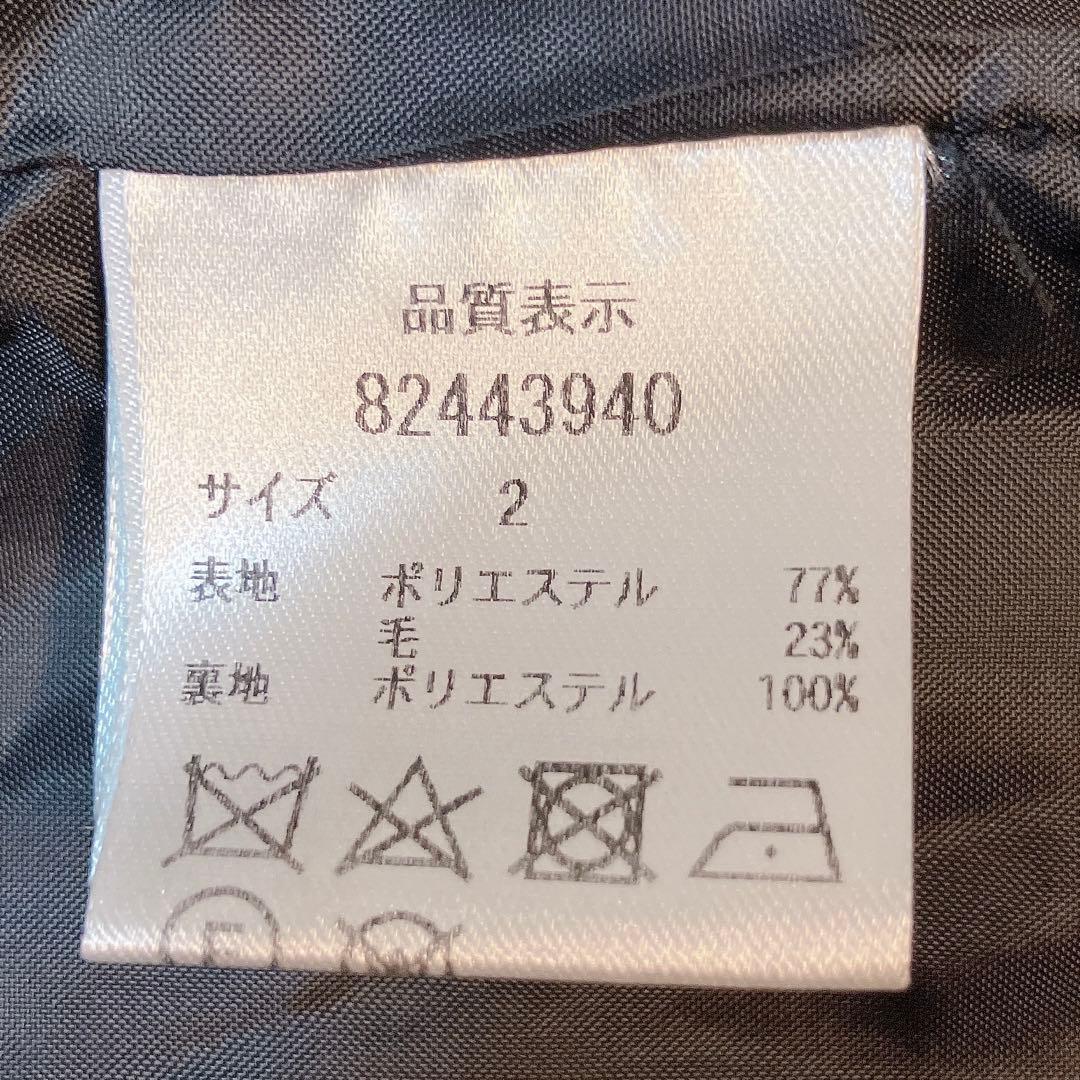 品質表示
82443940
サイズ 2
表地 ポリエステル 77%
毛 23%
裏地 ポリエステル 100%